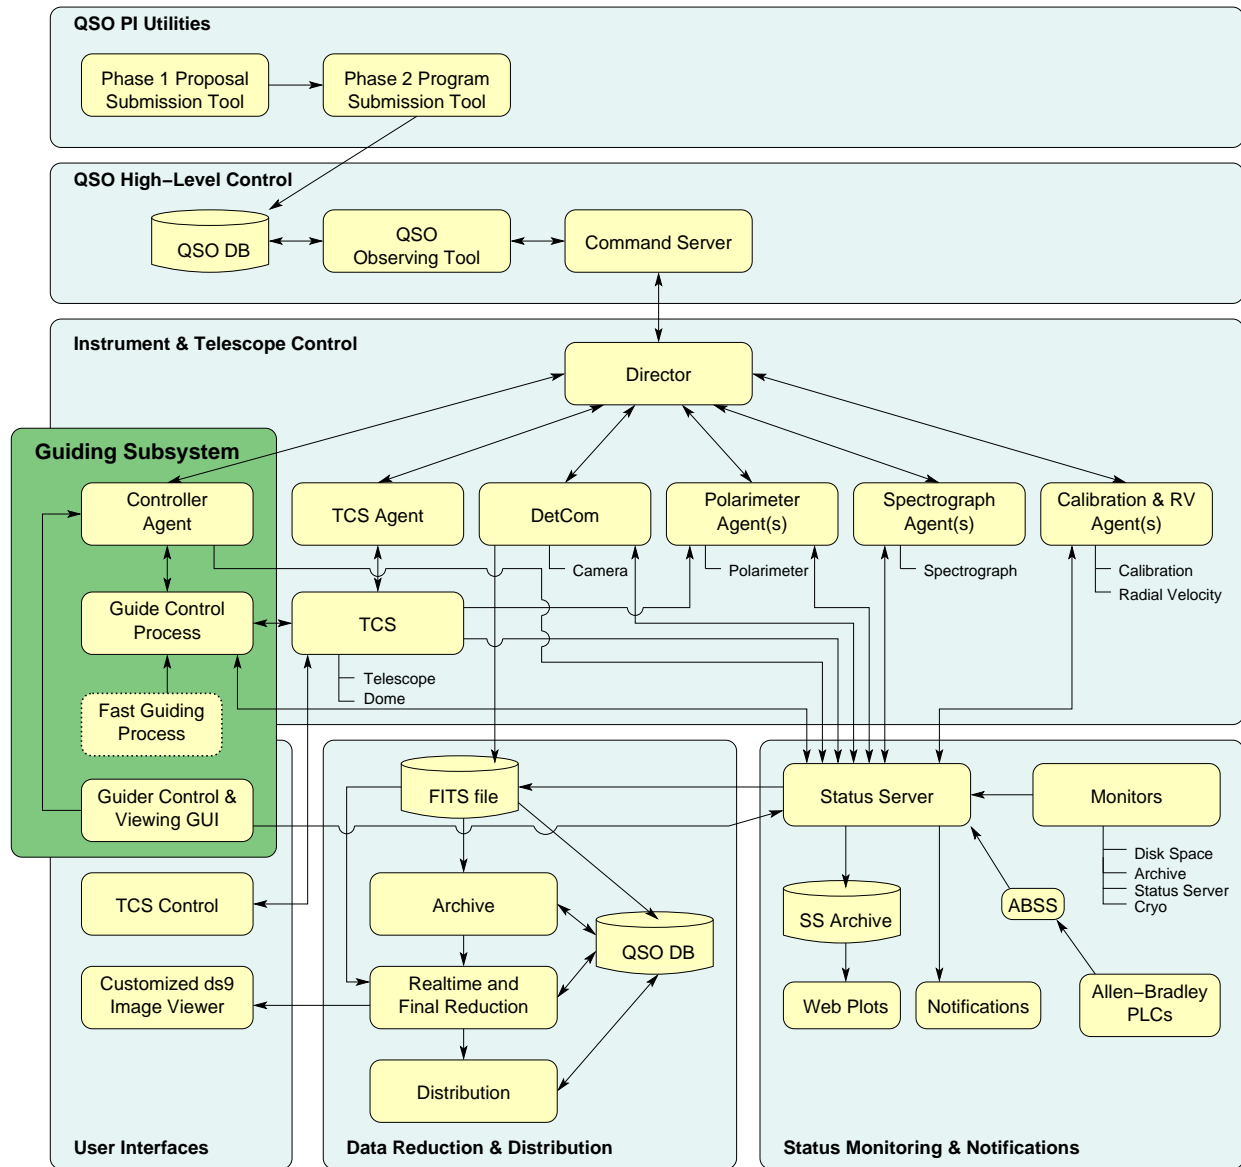 QSO PI Utilities
Phase 1 Proposal
Submission Tool
Phase 2 Program
Submission Tool
QSO High−Level Control
QSO DB
QSO
Observing Tool
Command Server
Instrument & Telescope Control
Director
Guiding Subsystem
Controller
Agent
TCS Agent
DetCom
Polarimeter
Agent(s)
Spectrograph
Agent(s)
Calibration & RV
Agent(s)
Camera
Polarimeter
Spectrograph
Calibration
Radial Velocity
Guide Control
Process
TCS
Telescope
Dome
Fast Guiding
Process
Guider Control &
Viewing GUI
FITS file
Status Server
Monitors
Disk Space
Archive
Status Server
Cryo
TCS Control
Archive
QSO DB
SS Archive
ABSS
Customized ds9
Image Viewer
Realtime and
Final Reduction
Web Plots
Notifications
Allen−Bradley
PLCs
Distribution
User Interfaces
Data Reduction & Distribution
Status Monitoring & Notifications